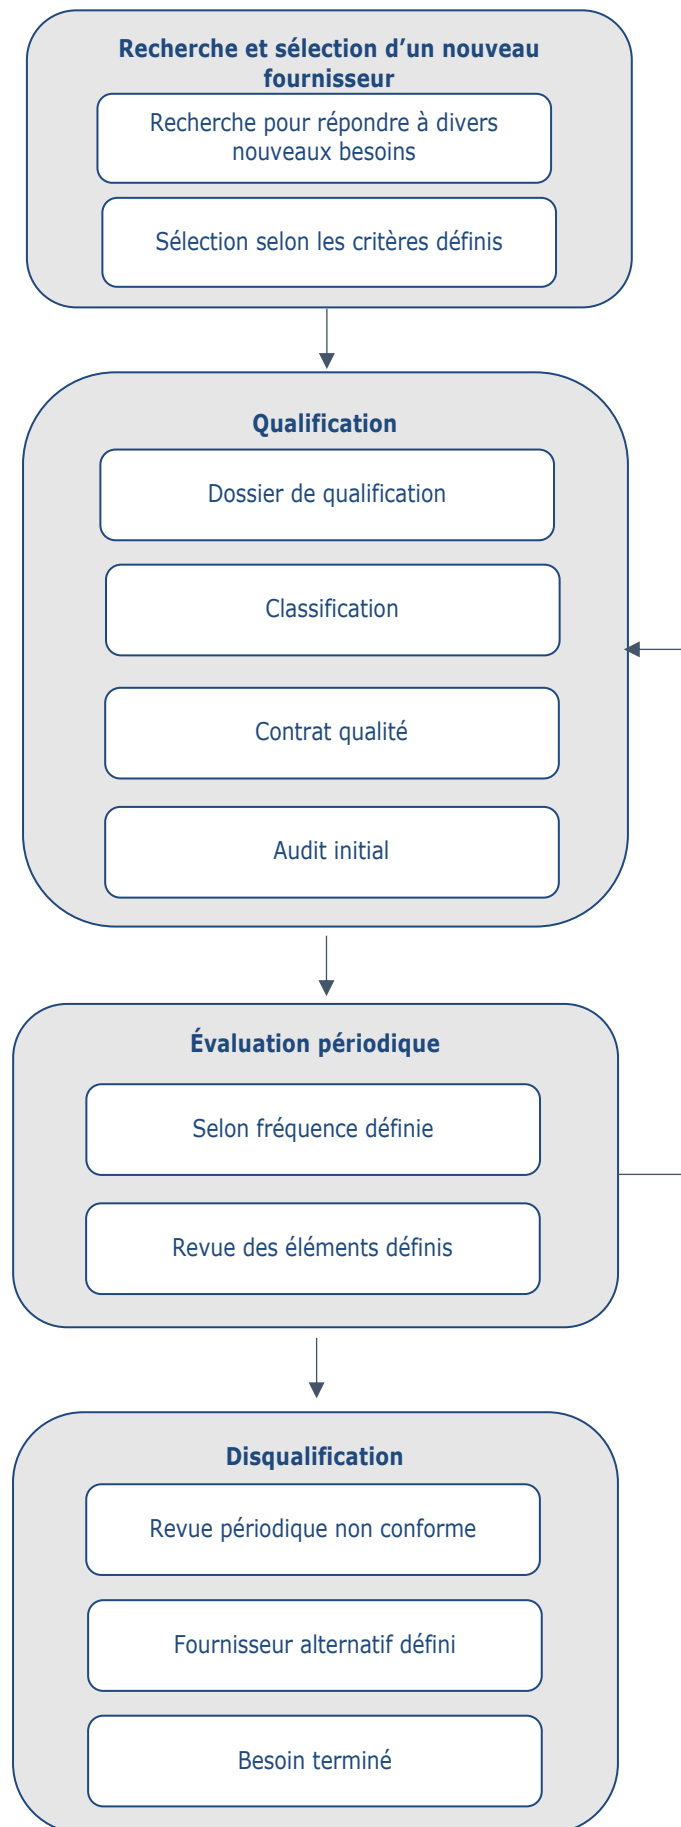 Recherche et sélection d’un nouveau
fournisseur
Recherche pour répondre à divers
nouveaux besoins
Sélection selon les critères définis
Qualification
Dossier de qualification
Classification
Contrat qualité
Audit initial
Évaluation périodique
Selon fréquence définie
Revue des éléments définis
Disqualification
Revue périodique non conforme
Fournisseur alternatif défini
Besoin terminé